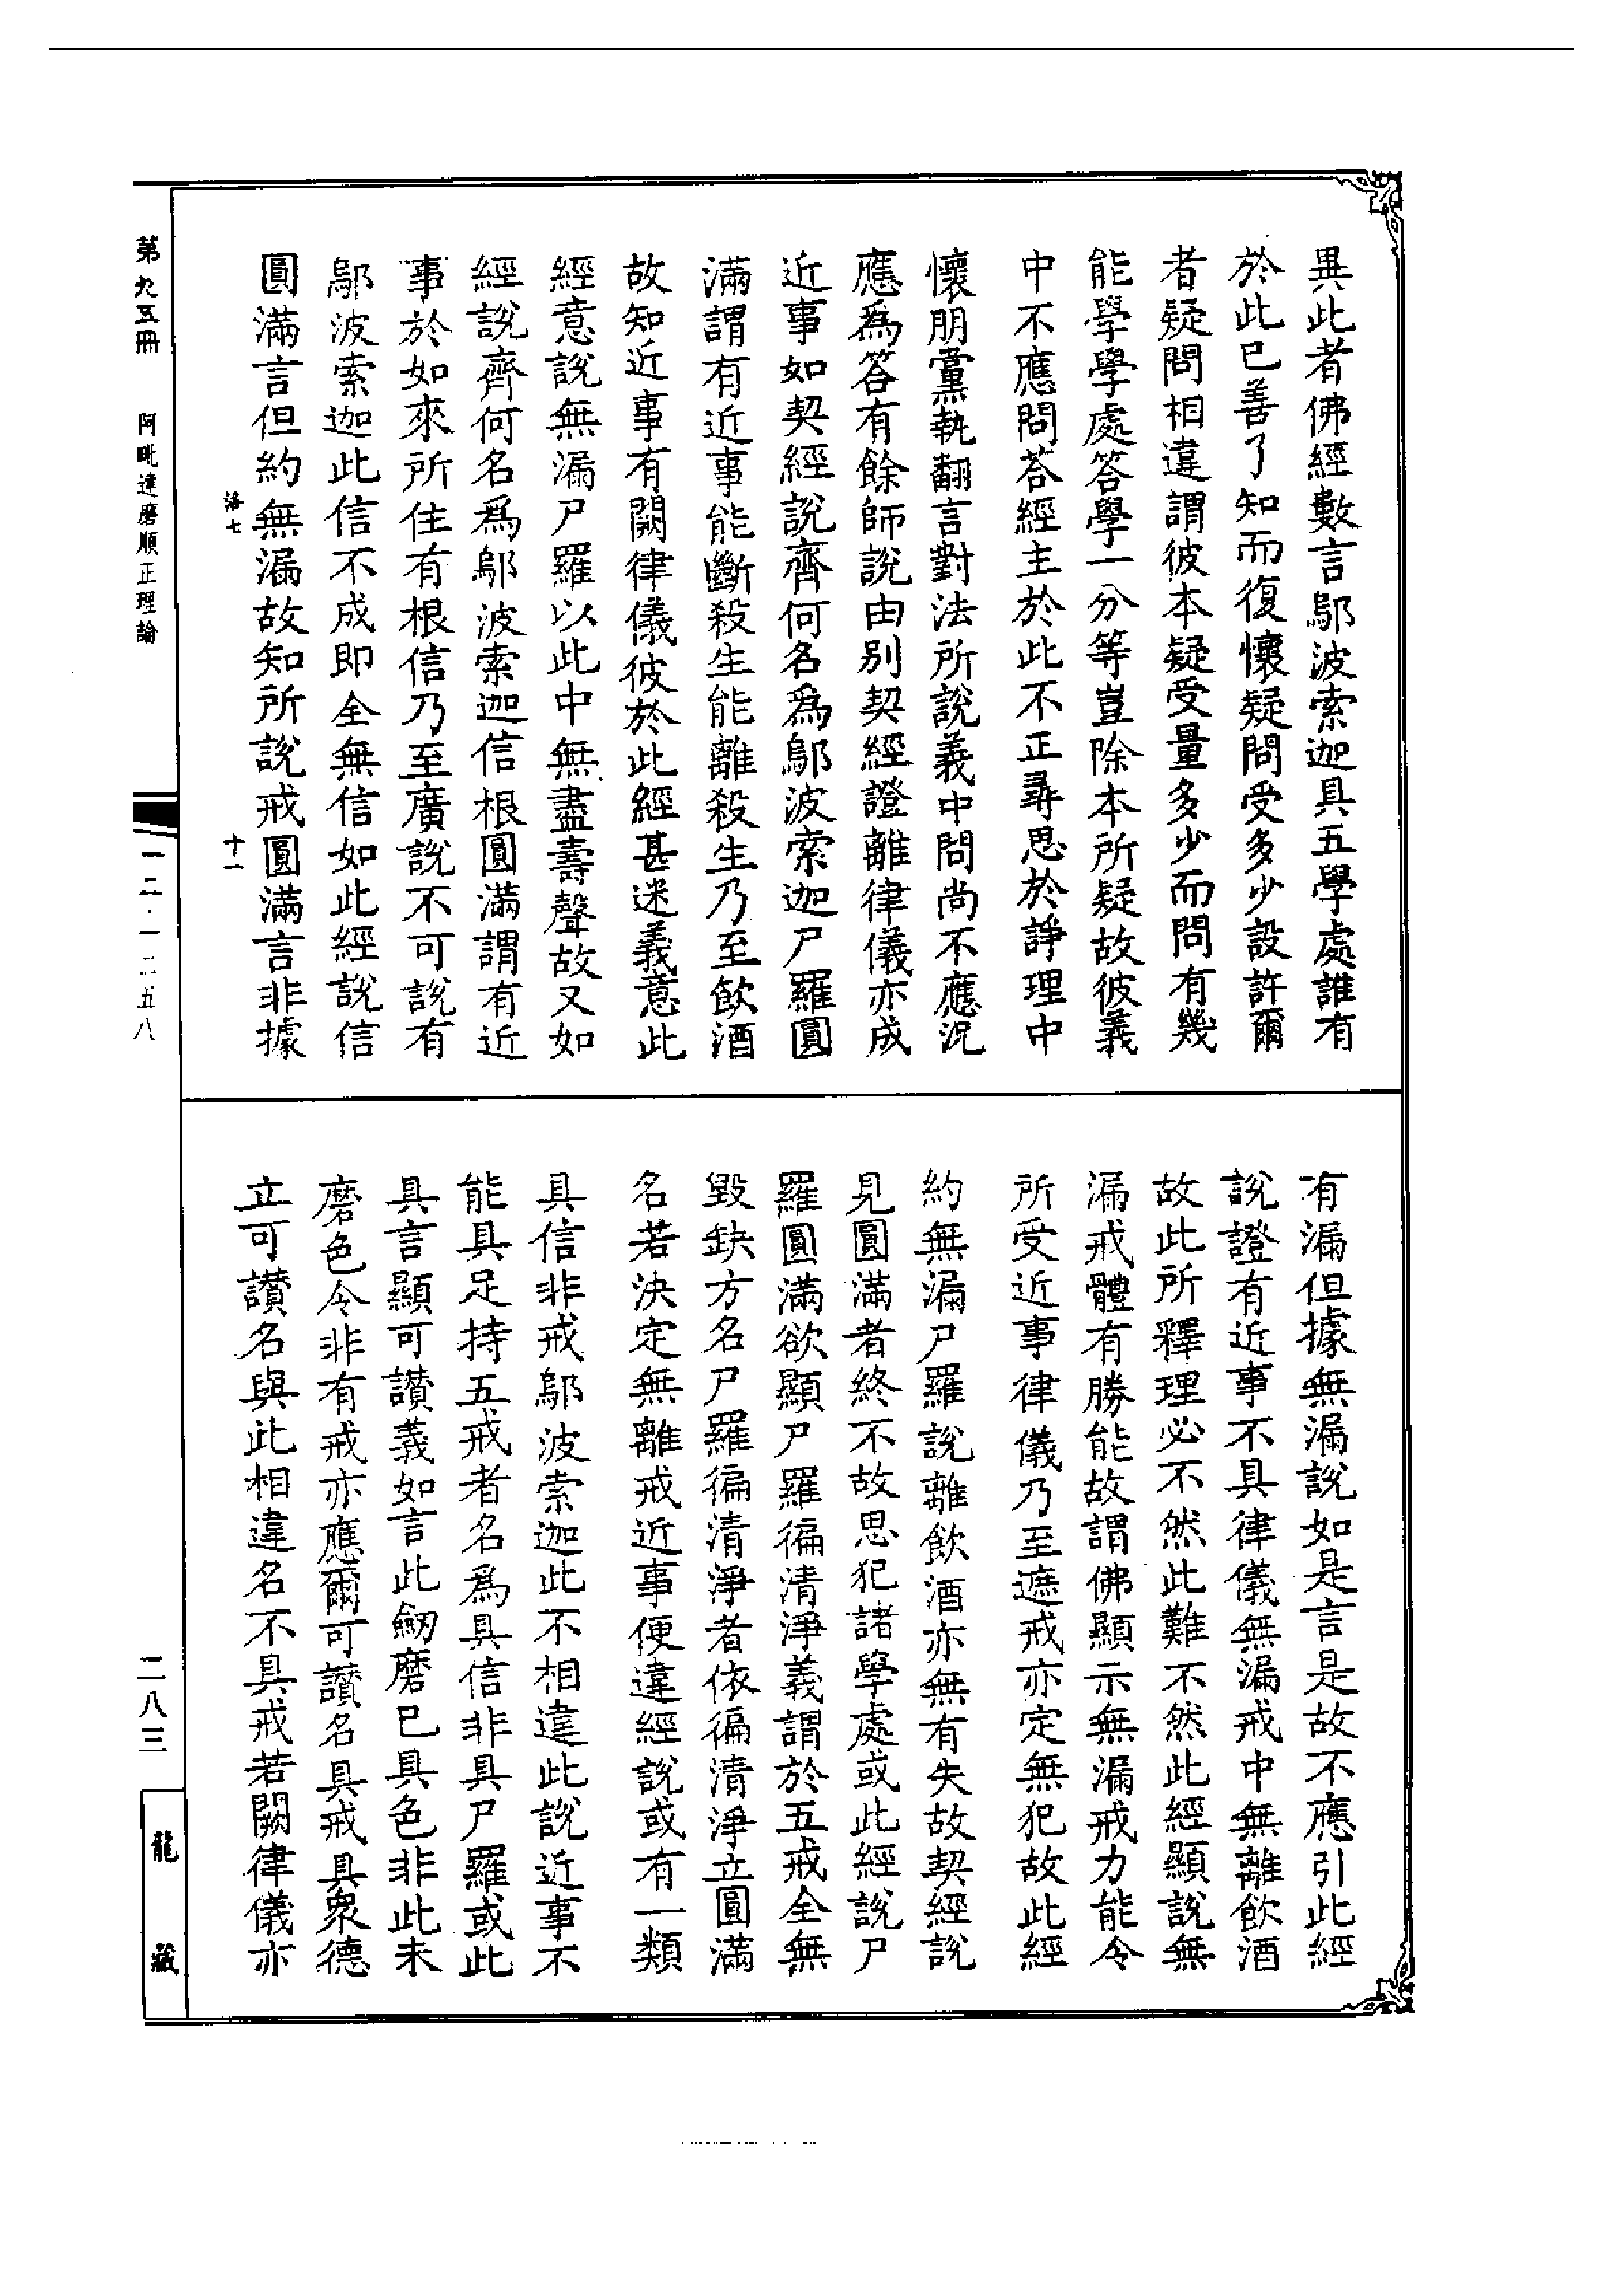 異此者佛經數言鄔波索迦具五學處誰有
於此已善了知而復懷疑問受多少設許爾
者疑問相違謂彼本疑受量多少而問有幾
能學學處答學一分等豈除本所疑故彼義
中不應問荅經主於此不正尋思於諍理中
懷朋黨執翻言對法所說義中問尚不應況
應爲答有餘師說由別契經證離律儀亦成
近事如契經說齊何名爲鄔波索迦尸羅圓
滿謂有近事能斷殺生能離殺生乃至飲酒
故知近事有闕律儀彼於此經甚迷義意此
經意說無漏尸羅以此中無盡壽聲故又如
經說齊何名爲鄔波索迦信根圓滿謂有近
事於如來所住有根信乃至廣說不可說有
鄔波索迦此信不成即全無信如此經說信
圓滿言但約無漏故知所說戒圓滿言非據
洛七
十一
有漏但據無漏說如是言是故不應引此經
說證有近事不具律儀無漏戒中無離飲酒
故此所釋理必不然此難不然此經顯說無
漏戒體有勝能故謂佛顯示無漏戒力能令
所受近事律儀乃至遮戒亦定無犯故此經
約無漏尸羅說離飲酒亦無有失故契經說
見圓滿者終不故思犯諸學處或此經說尸
羅圓滿欲顯尸羅徧清淨義謂於五戒全無
毀缺方名尸羅徧清淨者依徧清淨立圓滿
名若決定無離戒近事便違經說或有一類
具信非戒鄔波索迦此不相違此說近事不
能具足持五戒者名爲具信非具尸羅或此
具言顯可讃義如言此劒磨已具色非此未
磨色今非有戒亦應爾可讃名具戒具衆德
立可讃名與此相違名不具戒若闕律儀亦
第九五冊
阿毗達磨順正理論
一二·一二五八
二八三
龍藏